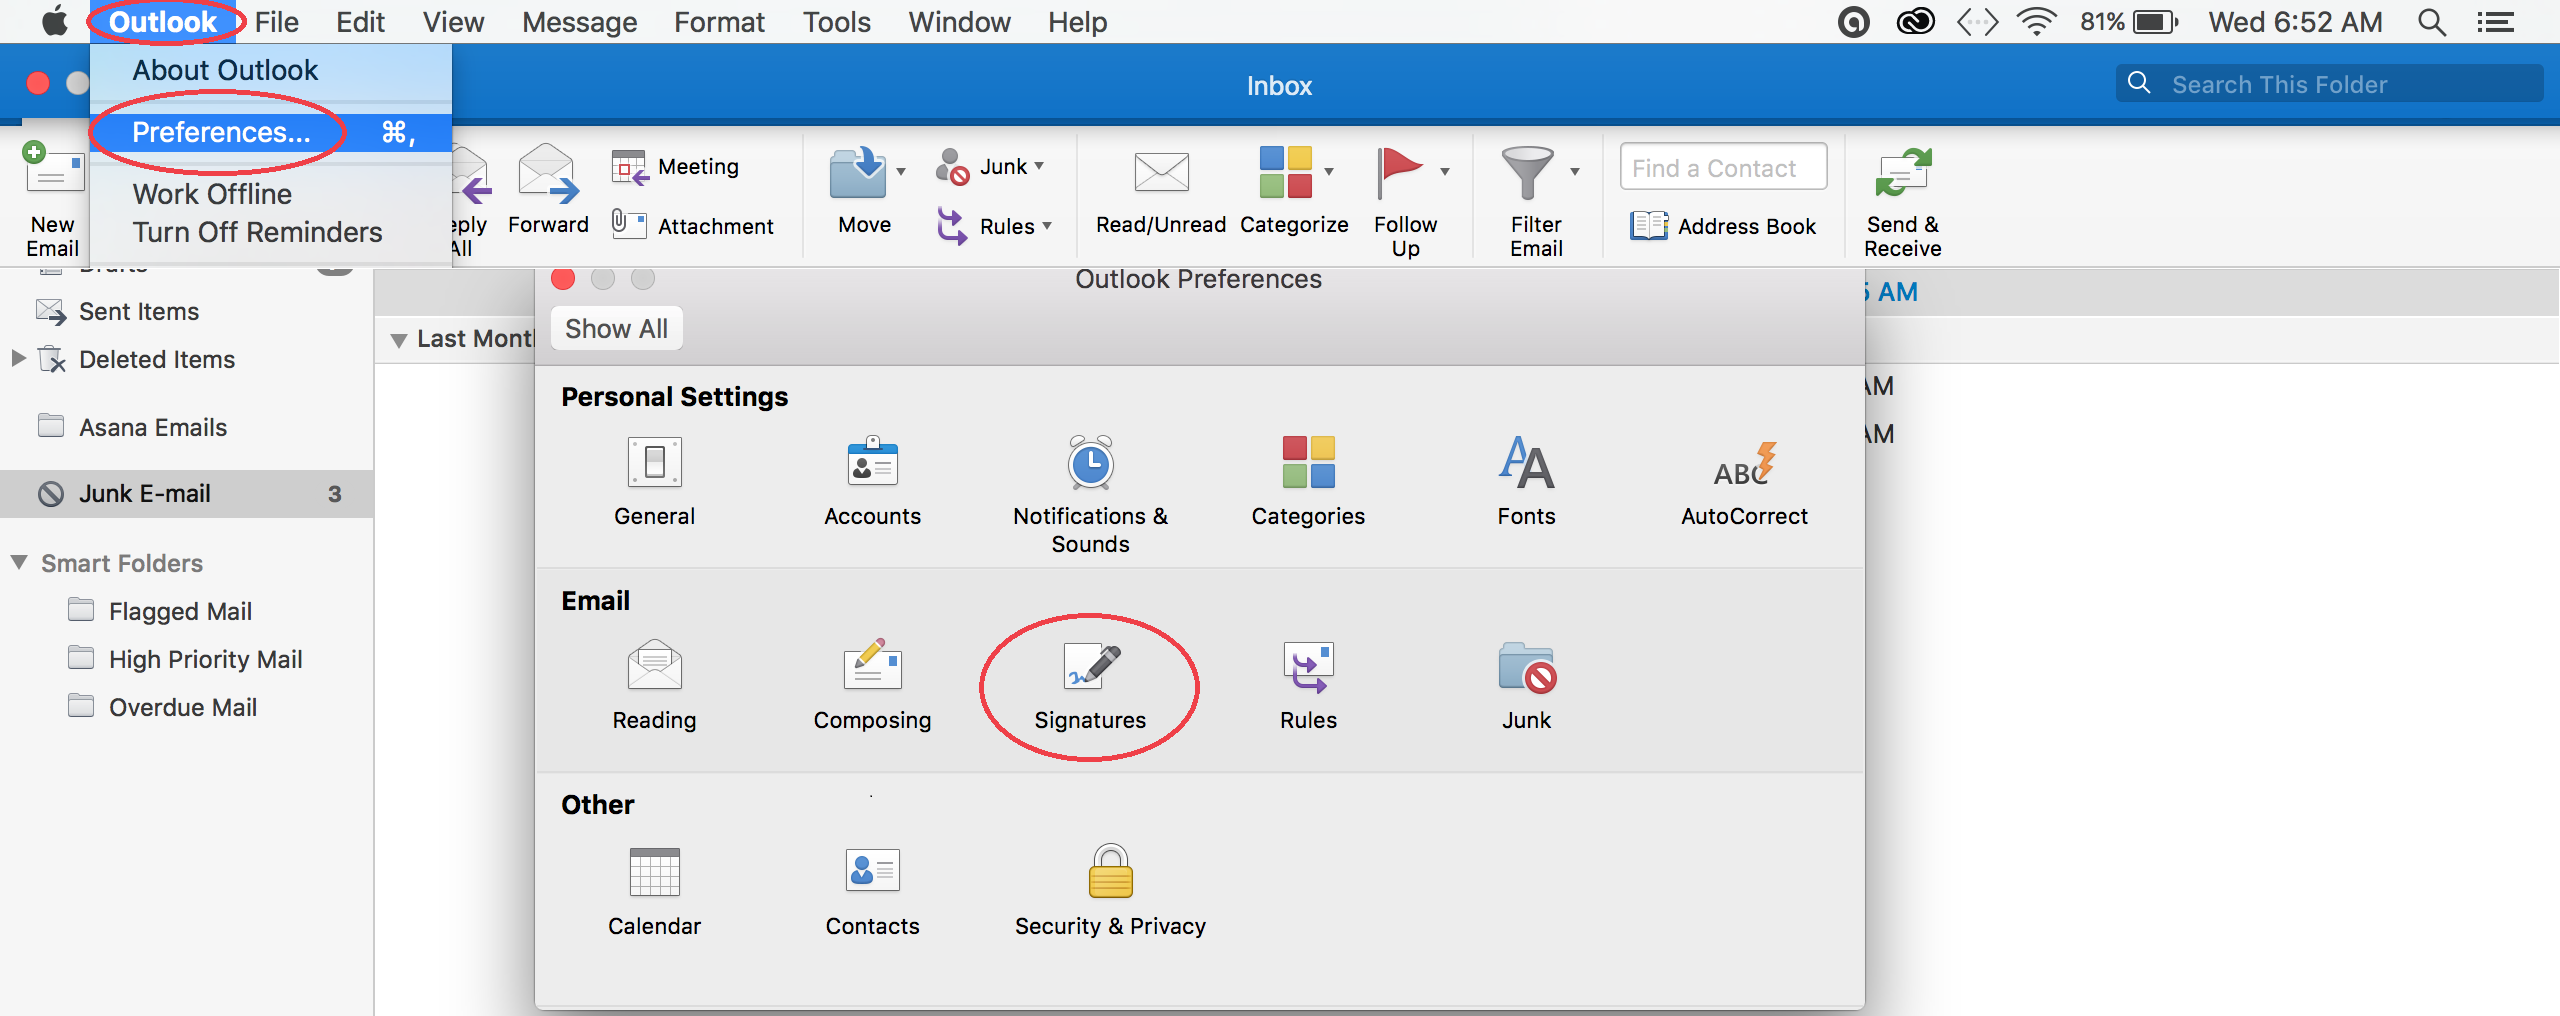 Outlook File Edit View Message Format Tools Window Help 81% Wed 6:52 AM
About Outlook
Inbox
Search This Folder
Preferences... ⌘,
Work Offline
Turn Off Reminders
New
Email
All
Forward
Meeting
Attachment
Move
Junk
Rules
Read/Unread
Categorize
Follow
Up
Filter
Email
Find a Contact
Address Book
Send &
Receive
Drafts
Sent Items
Deleted Items
Asana Emails
Junk E-mail 3
Smart Folders
Flagged Mail
High Priority Mail
Overdue Mail
Last
AM
AM
AM
Outlook Preferences
Show All
Personal Settings
General
Accounts
Notifications &
Sounds
Categories
Fonts
ABC
AutoCorrect
Email
Reading
Composing
Signatures
Rules
Junk
Other
Calendar
Contacts
Security & Privacy